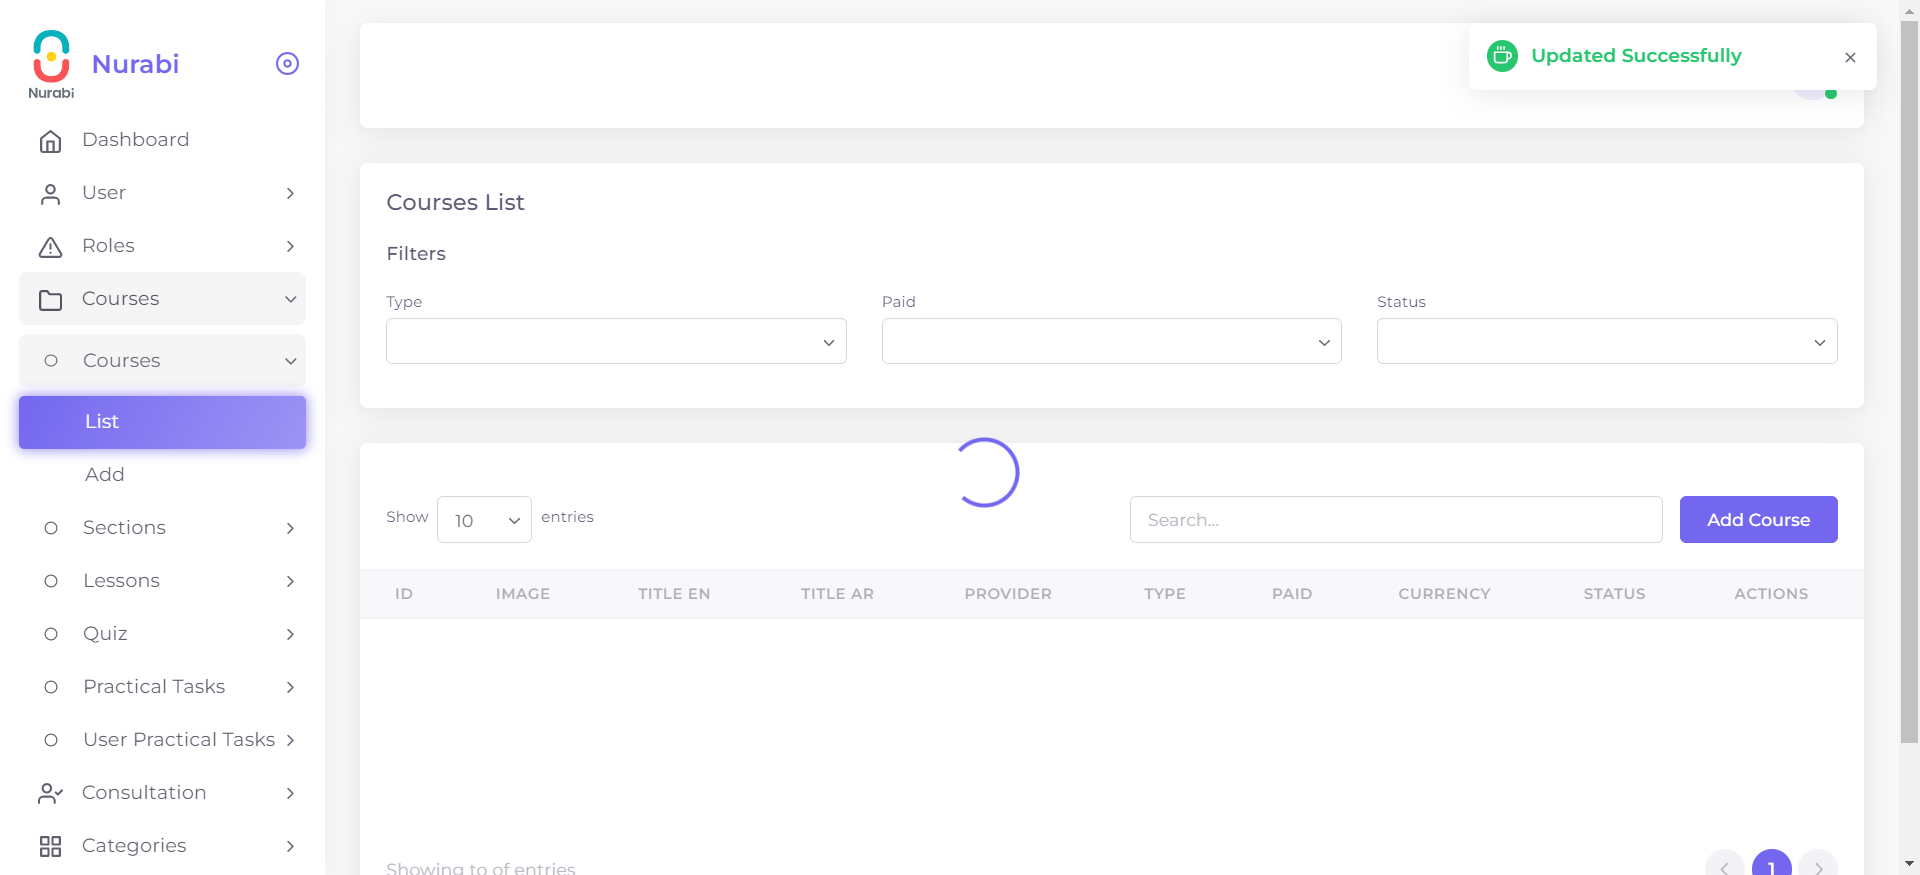 Nurabi
Nurabi
Dashboard
User
Roles
Courses
Courses
List
Add
Sections
Lessons
Quiz
Practical Tasks
User Practical Tasks
Consultation
Categories
Updated Successfully
Courses List
Filters
Type
Paid
Status
Show 10 entries
Search...
Add Course
ID IMAGE TITLE EN TITLE AR PROVIDER TYPE PAID CURRENCY STATUS ACTIONS
Showing to of entries
1